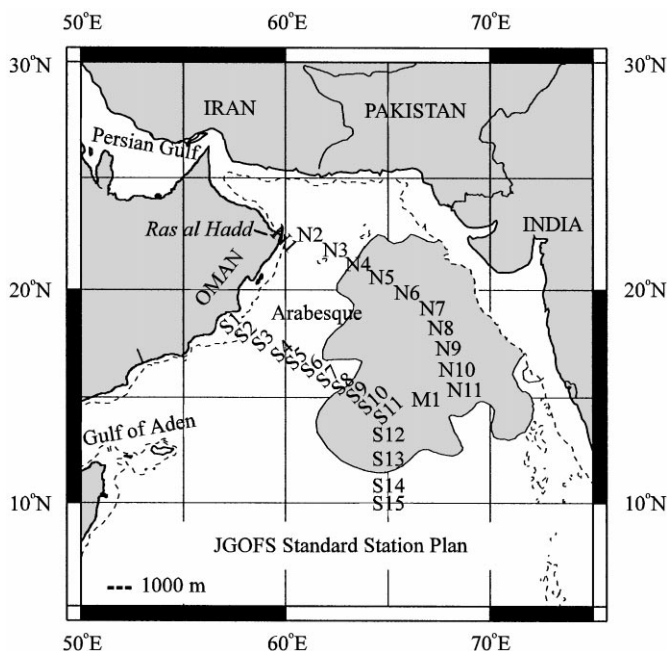 50°E 60°E 70°E
30°N 30°N
IRAN PAKISTAN
Persian Gulf
Ras al Hadd N1 N2 INDIA
N3
N4
OMAN N5
20°N 20°N
N6
Arabesque N7
S1 N8
S2
S3 N9
S4
S5 N10
S6
S7 N11
S8
S9 M1
S10
S11
Gulf of Aden S12
S13
S14
10°N S15 10°N
JGOFS Standard Station Plan
1000 m
50°E 60°E 70°E